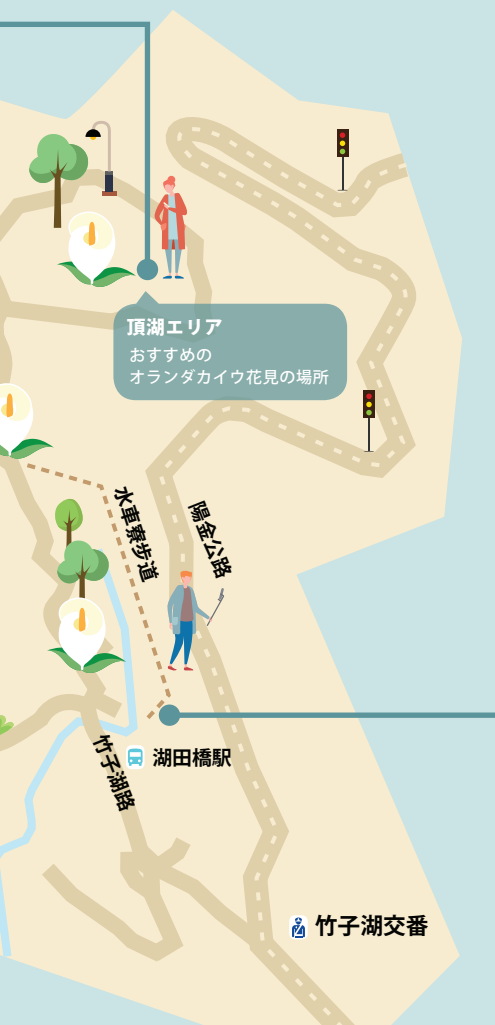 頂湖エリア
おすすめの
オランダカイウ花見の場所
水車寮歩道
陽金公路
湖田橋駅
竹子湖路
竹子湖交番